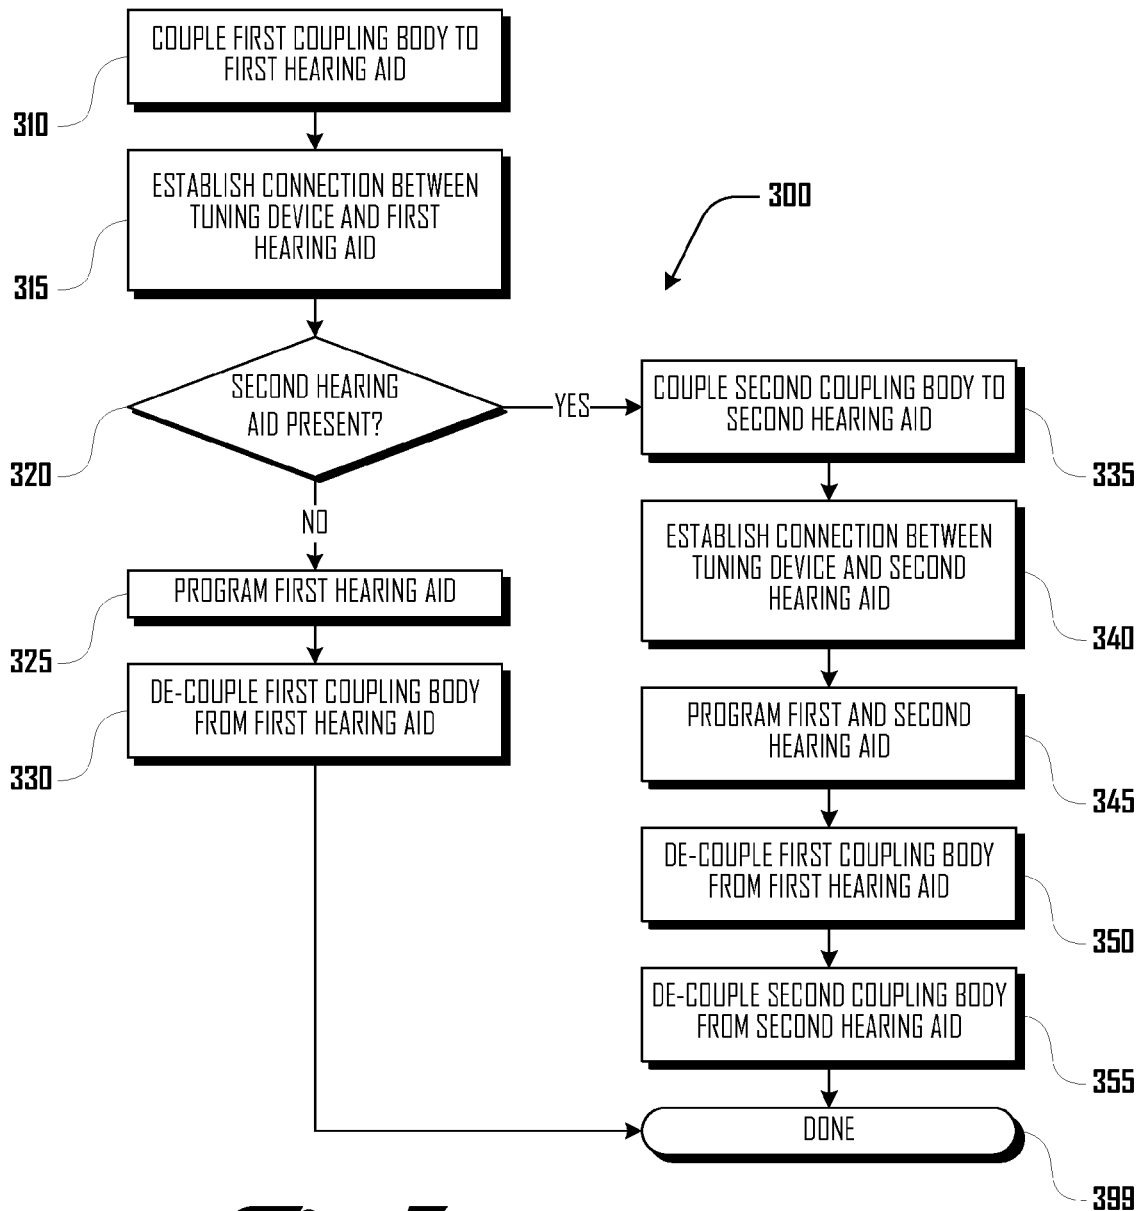 COUPLE FIRST COUPLING BODY TO
FIRST HEARING AID
310
ESTABLISH CONNECTION BETWEEN
TUNING DEVICE AND FIRST
HEARING AID
315
300
SECOND HEARING
AID PRESENT?
320
YES
NO
PROGRAM FIRST HEARING AID
325
DE-COUPLE FIRST COUPLING BODY
FROM FIRST HEARING AID
330
COUPLE SECOND COUPLING BODY TO
SECOND HEARING AID
335
ESTABLISH CONNECTION BETWEEN
TUNING DEVICE AND SECOND
HEARING AID
340
PROGRAM FIRST AND SECOND
HEARING AID
345
DE-COUPLE FIRST COUPLING BODY
FROM FIRST HEARING AID
350
DE-COUPLE SECOND COUPLING BODY
FROM SECOND HEARING AID
355
DONE
399